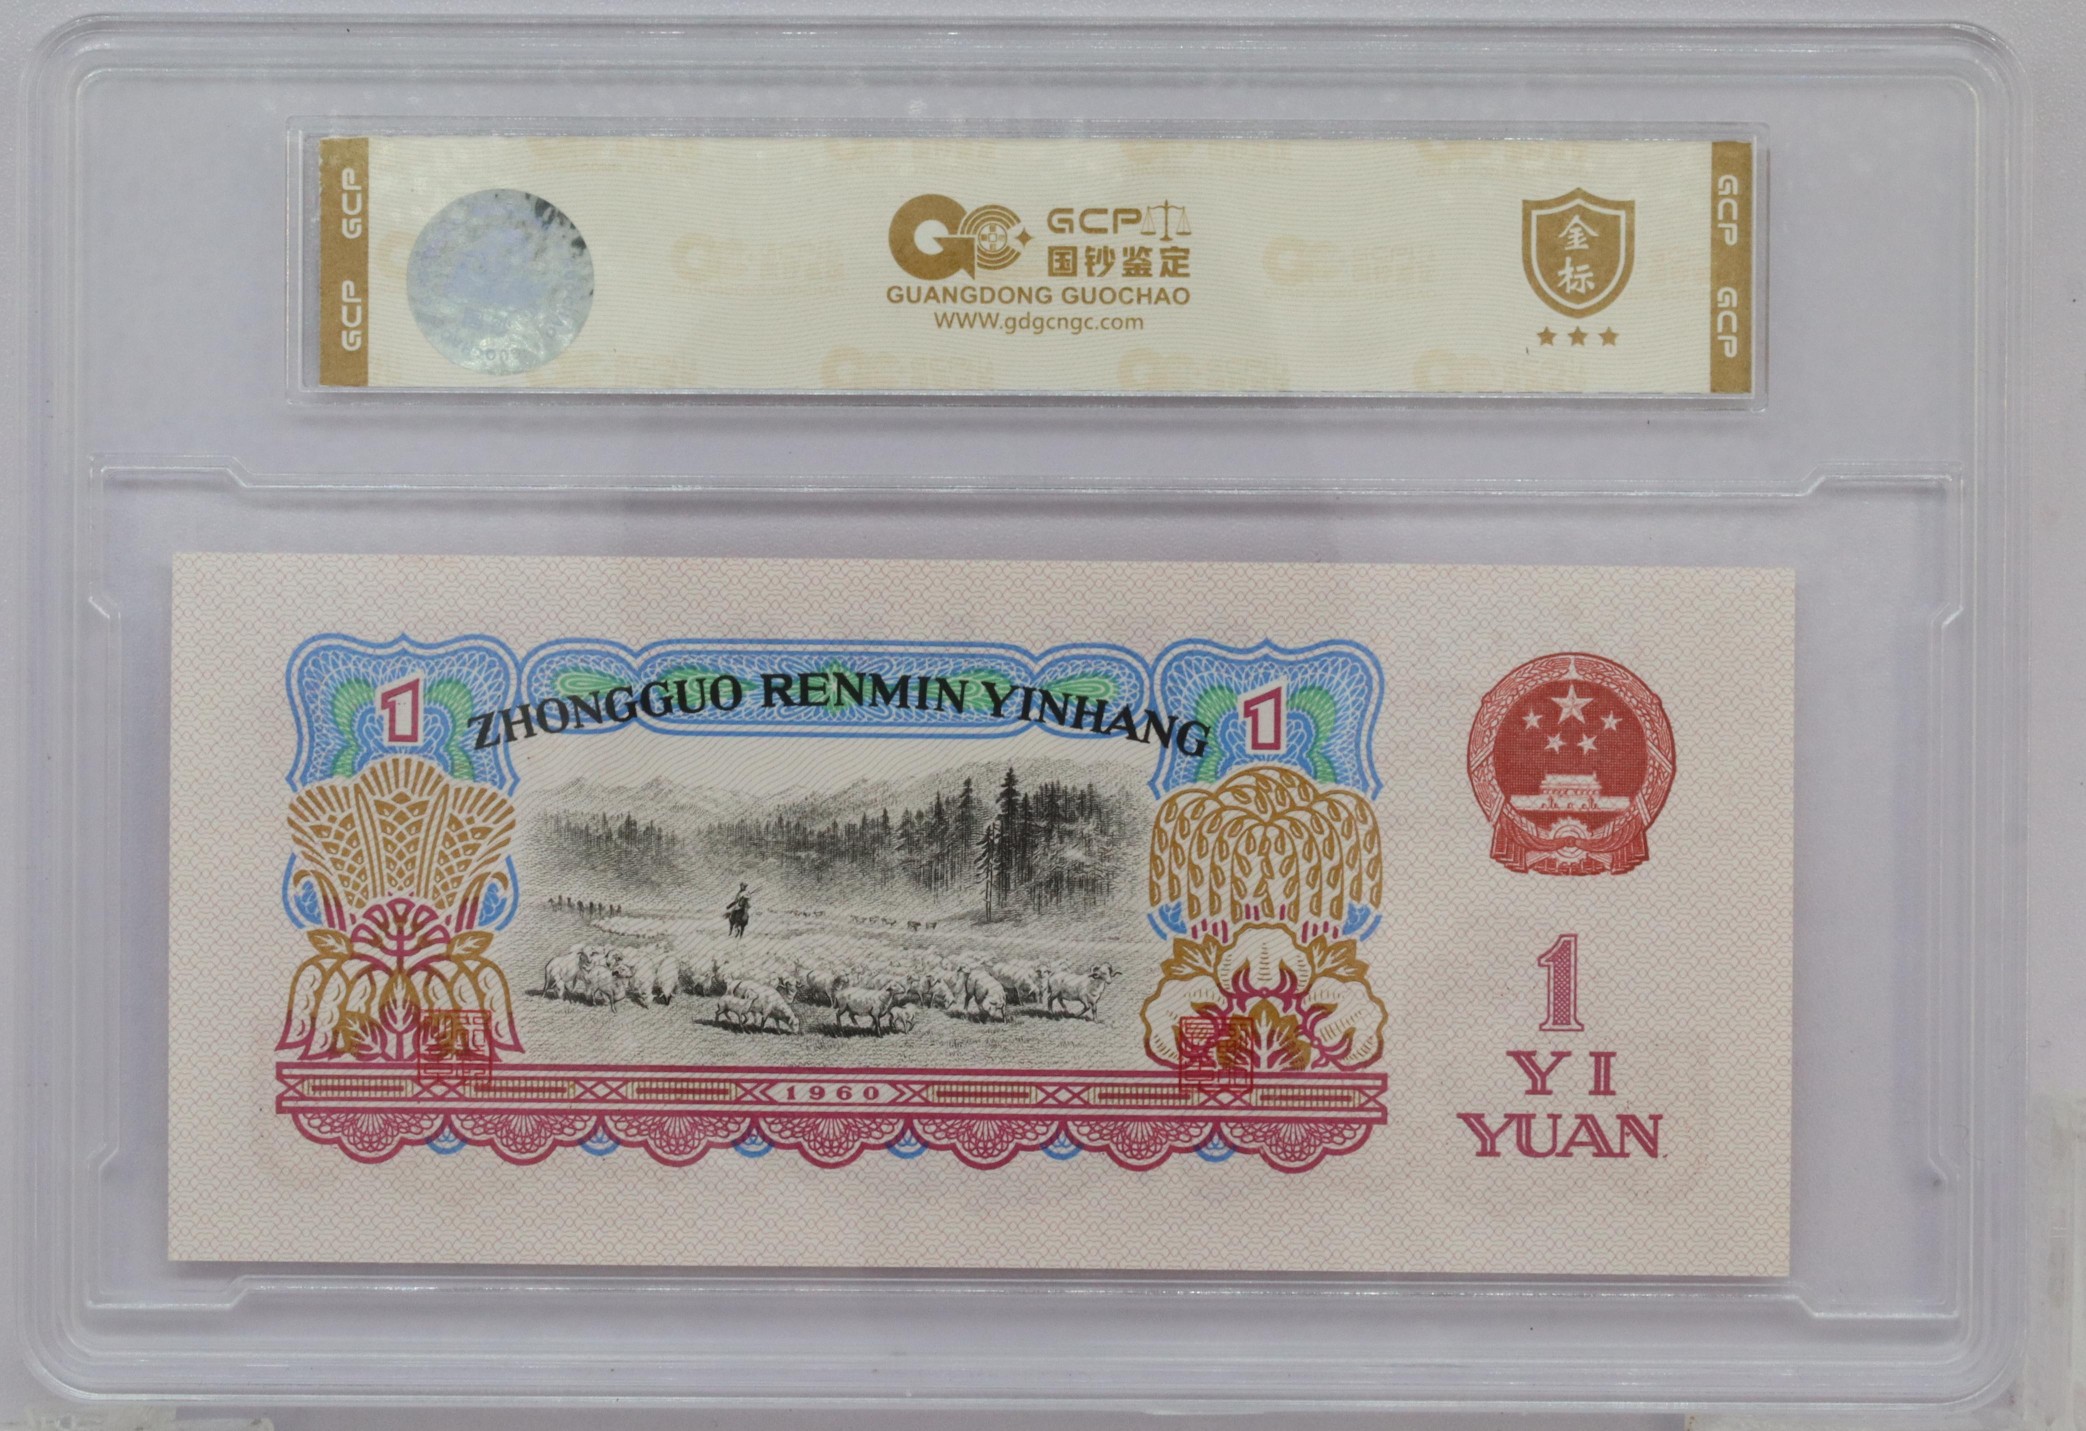 GCP
GCP
GCP
国钞鉴定
GUANGDONG GUOCHAO
WWW.gdgcngc.com
金
标
GCP
GCP
1
ZHONGGUO RENMIN YINHANG
1
1960
1
YI
YUAN